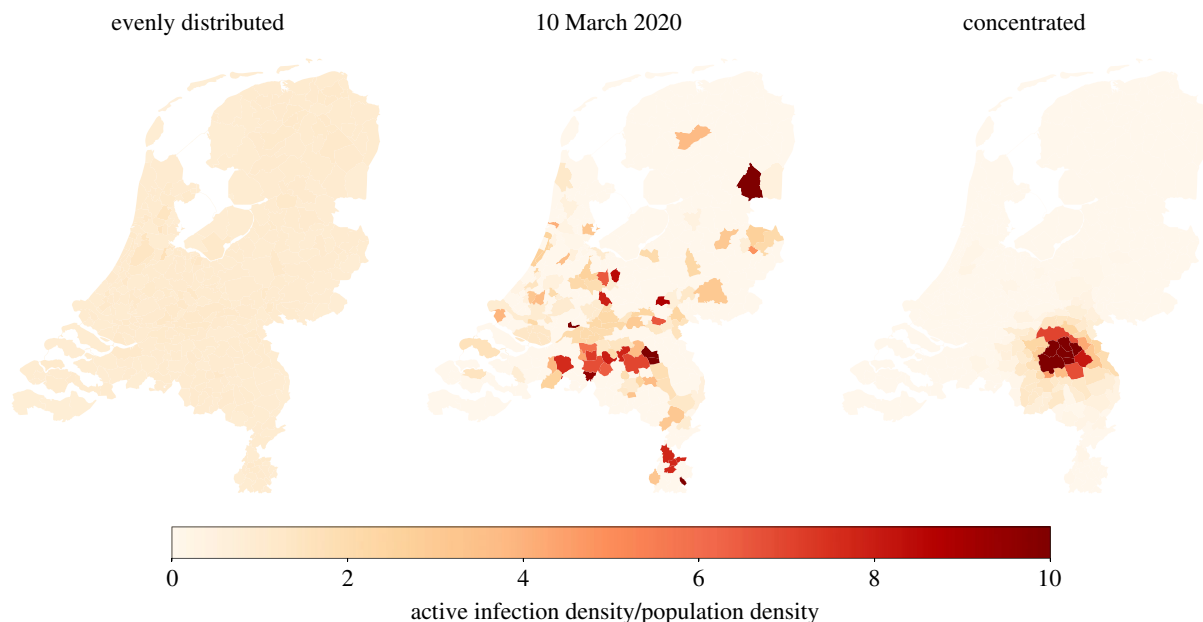 evenly distributed
10 March 2020
concentrated
0 2 4 6 8 10
active infection density/population density